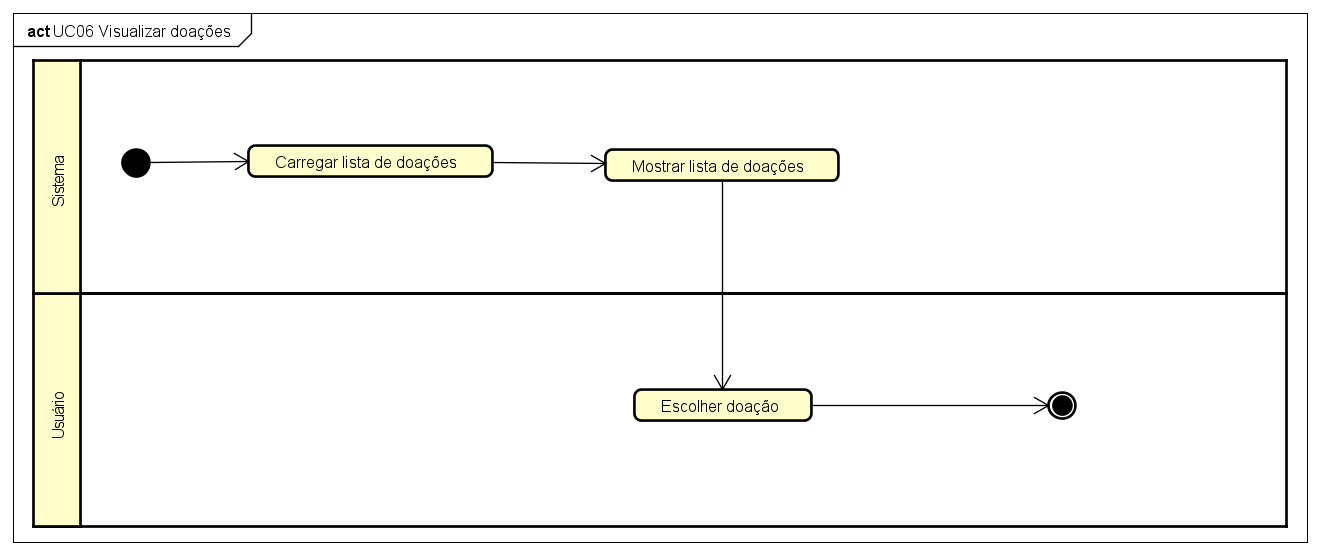 act UC06 Visualizar doações
Sistema
Carregar lista de doações
Mostrar lista de doações
Usuário
Escolher doação